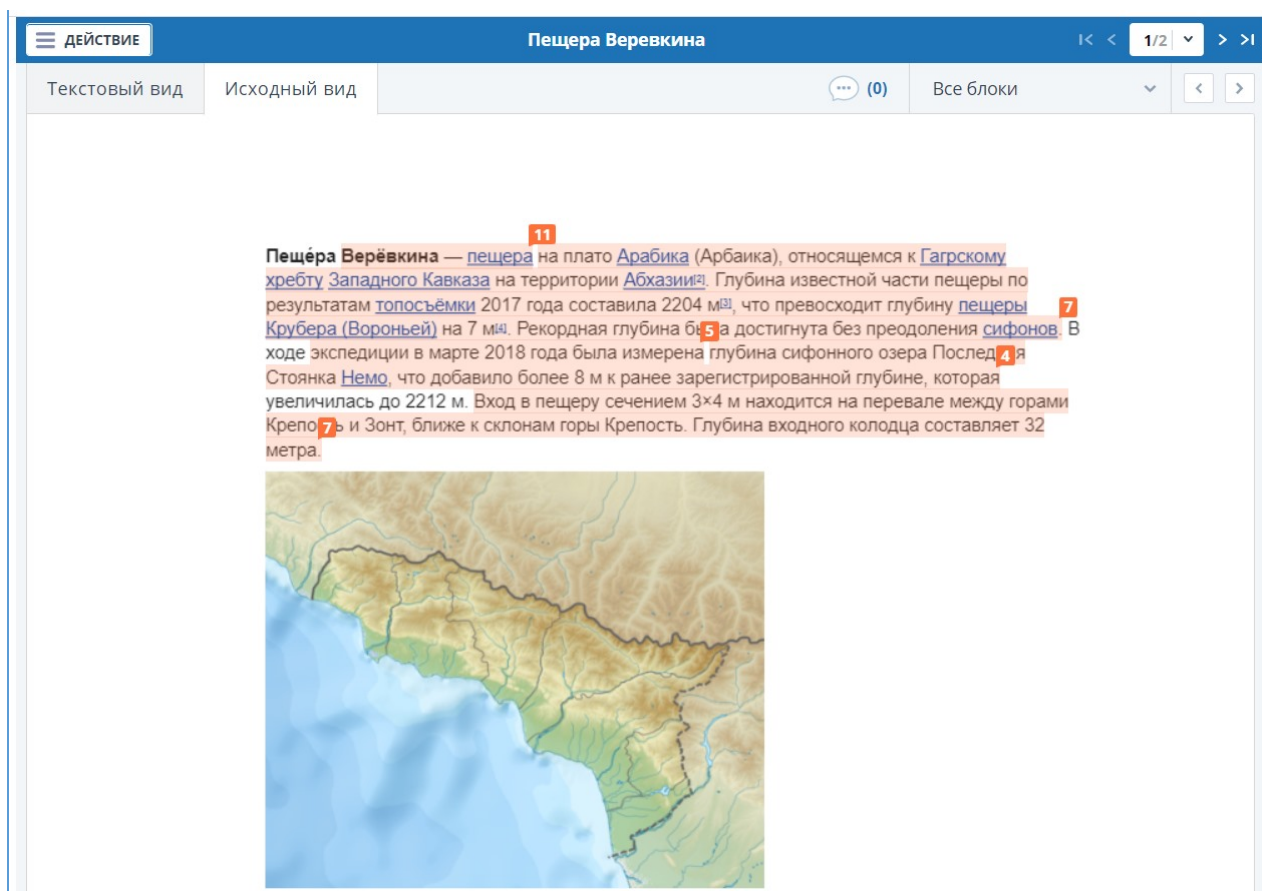 ДЕЙСТВИЕ
Пещера Веревкина
1/2
Текстовый вид
Исходный вид
(0)
Все блоки
11
Пеще́ра Верёвкина — пещера на плато Арабика (Арбаика), относящемся к Гагрскому
хребту Западного Кавказа на территории Абхазии[2]. Глубина известной части пещеры по
результатам топосъёмки 2017 года составила 2204 м[3], что превосходит глубину пещеры
7
Крубера (Вороньей) на 7 м[4]. Рекордная глубина была достигнута без преодоления сифонов. В
5
ходе экспедиции в марте 2018 года была измерена глубина сифонного озера Последняя
4
Стоянка Немо, что добавило более 8 м к ранее зарегистрированной глубине, которая
увеличилась до 2212 м. Вход в пещеру сечением 3×4 м находится на перевале между горами
Крепость и Зонт, ближе к склонам горы Крепость. Глубина входного колодца составляет 32
7
метра.